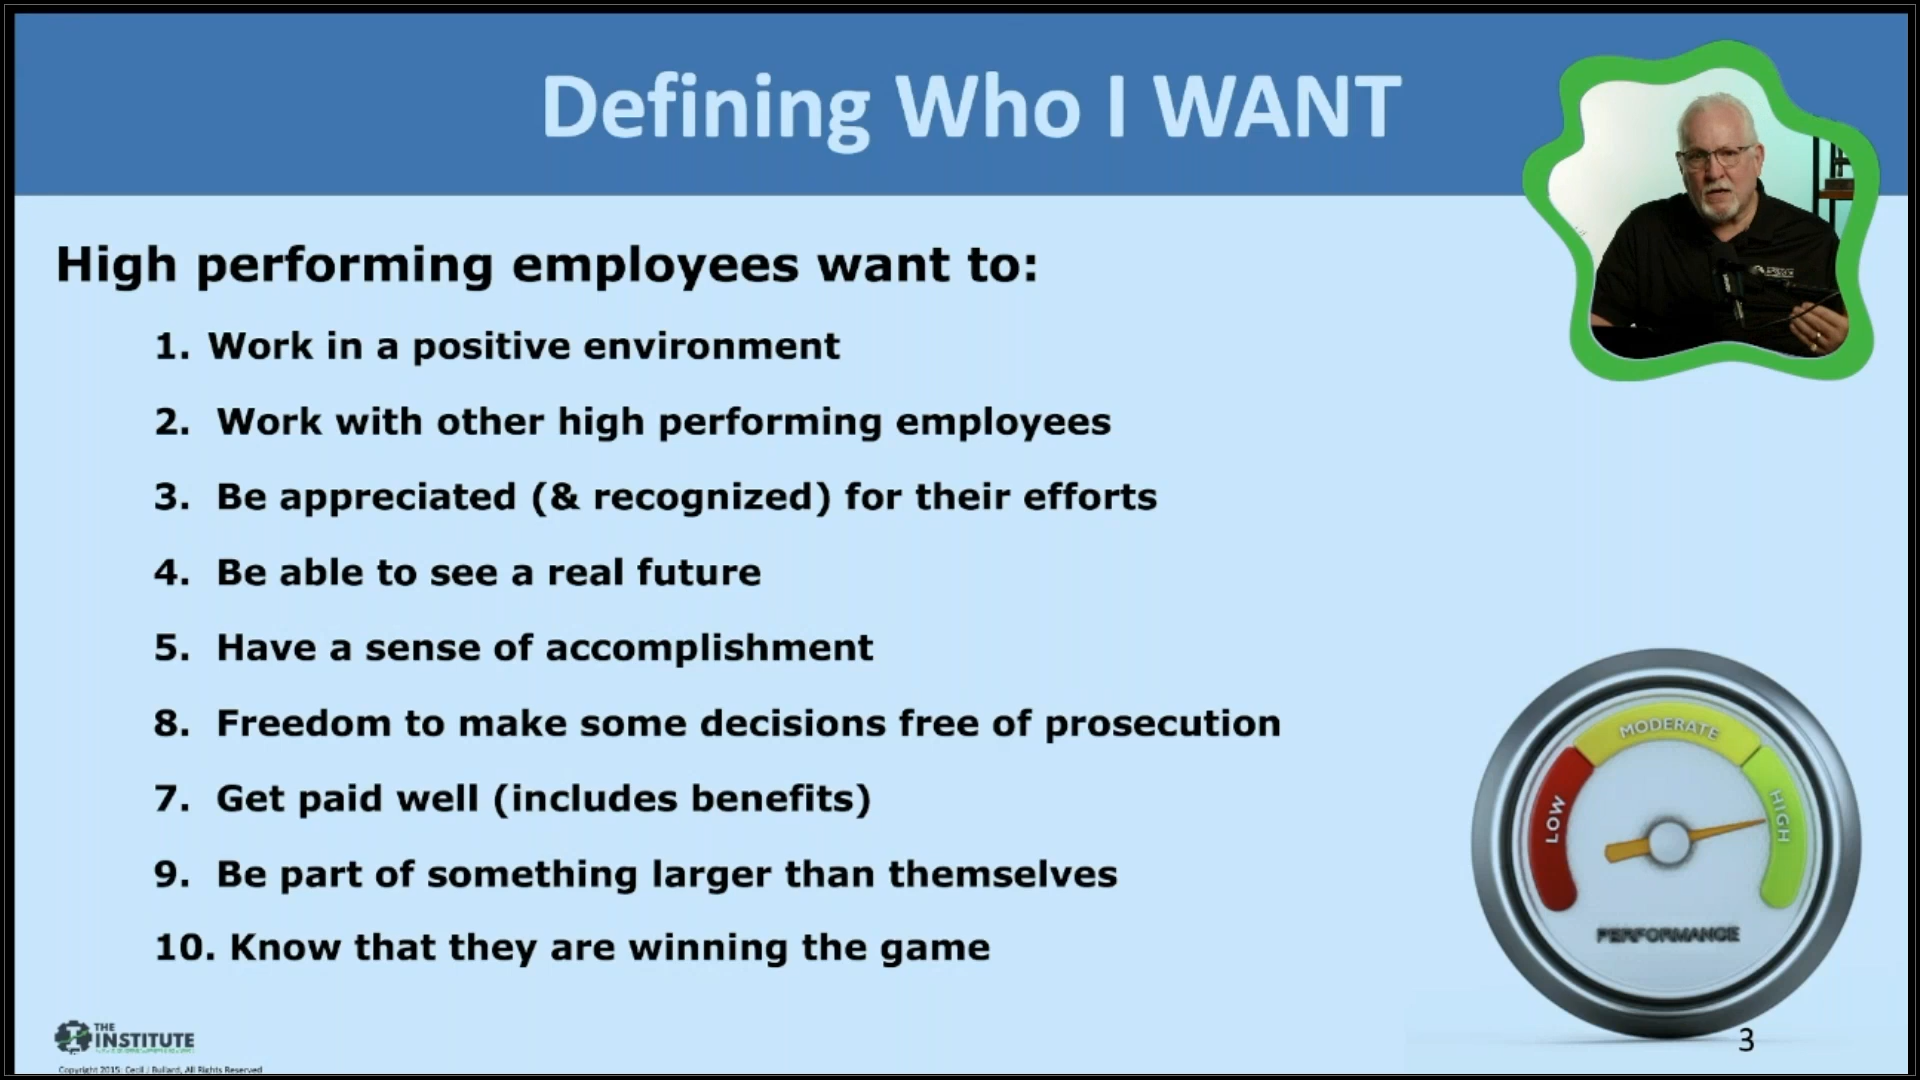 Defining Who I WANT
High performing employees want to:
1. Work in a positive environment
2. Work with other high performing employees
3. Be appreciated (& recognized) for their efforts
4. Be able to see a real future
5. Have a sense of accomplishment
8. Freedom to make some decisions free of prosecution
7. Get paid well (includes benefits)
9. Be part of something larger than themselves
10. Know that they are winning the game
LOW
MODERATE
HIGH
PERFORMANCE
THE
INSTITUTE
3
Copyright 2015: Cecil J Bullard, All Rights Reserved